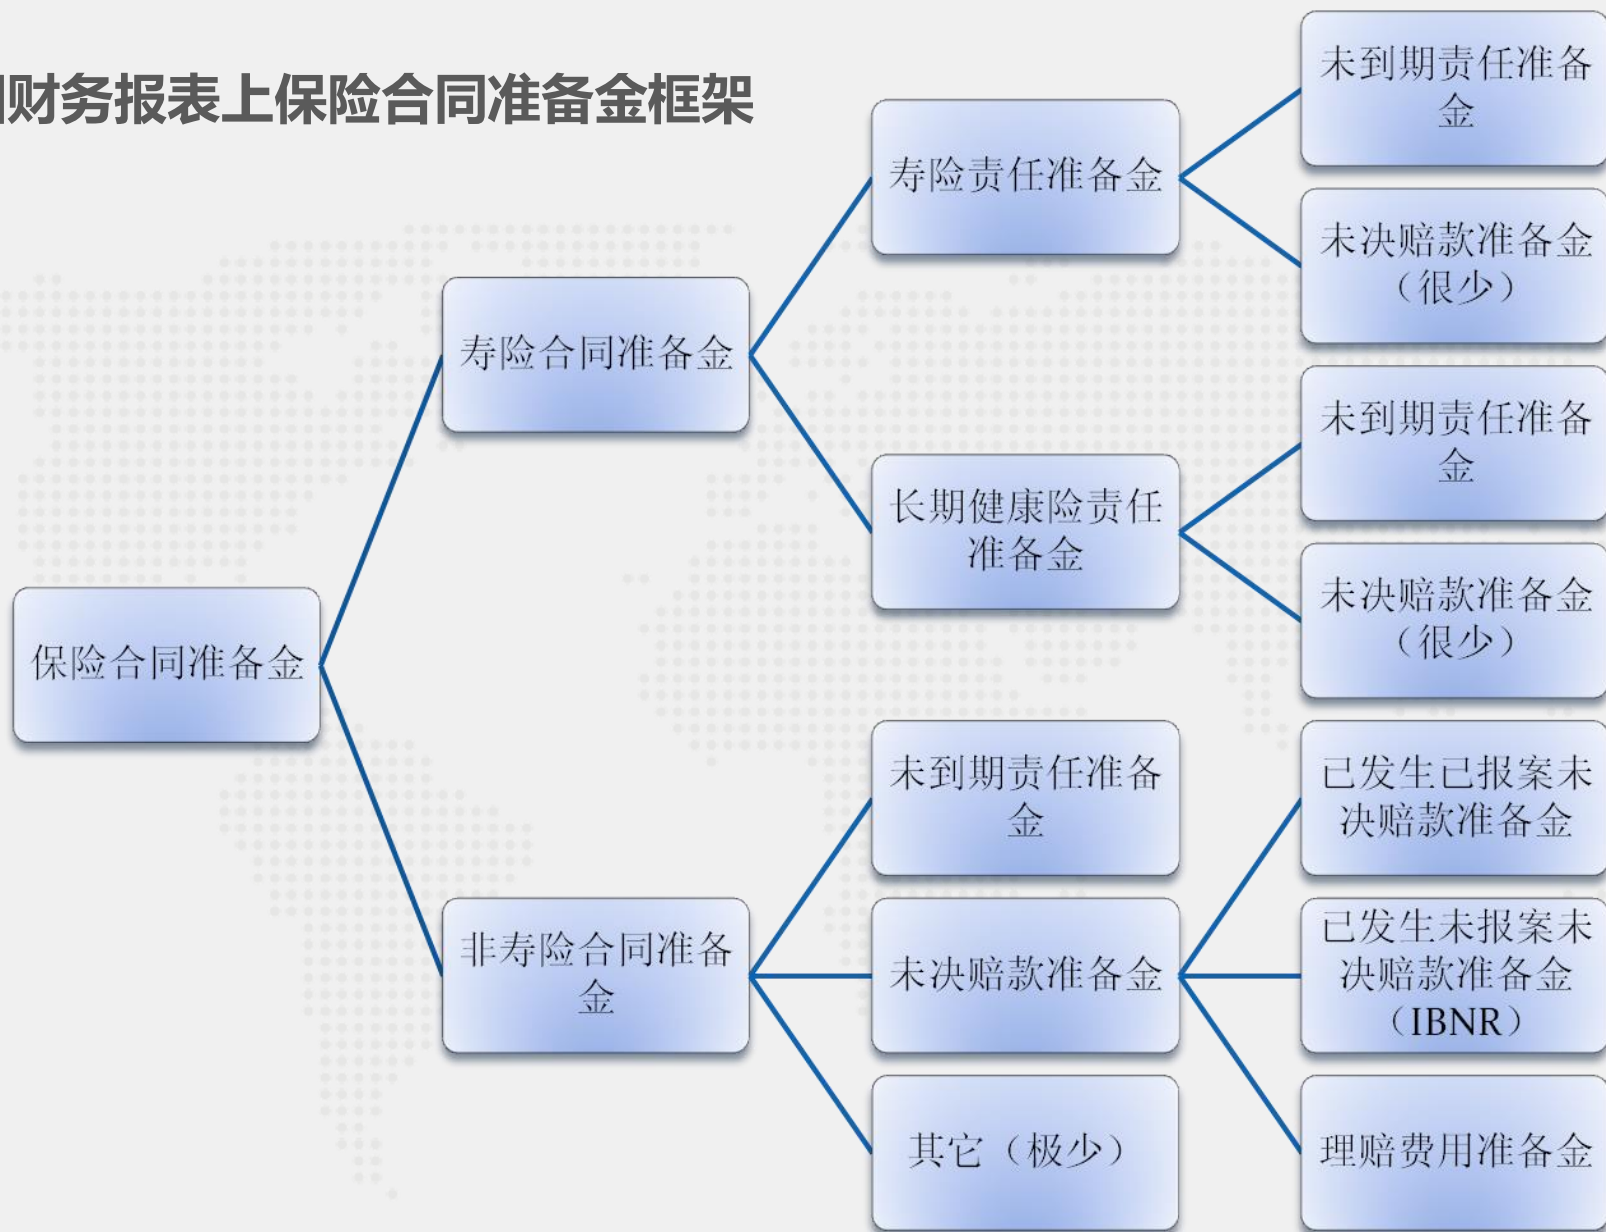 财务报表上保险合同准备金框架
保险合同准备金
寿险合同准备金
寿险责任准备金
未到期责任准备
金
未决赔款准备金
（很少）
长期健康险责任
准备金
未到期责任准备
金
未决赔款准备金
（很少）
非寿险合同准备
金
未到期责任准备
金
未决赔款准备金
已发生已报案未
决赔款准备金
已发生未报案未
决赔款准备金
（IBNR）
理赔费用准备金
其它（极少）